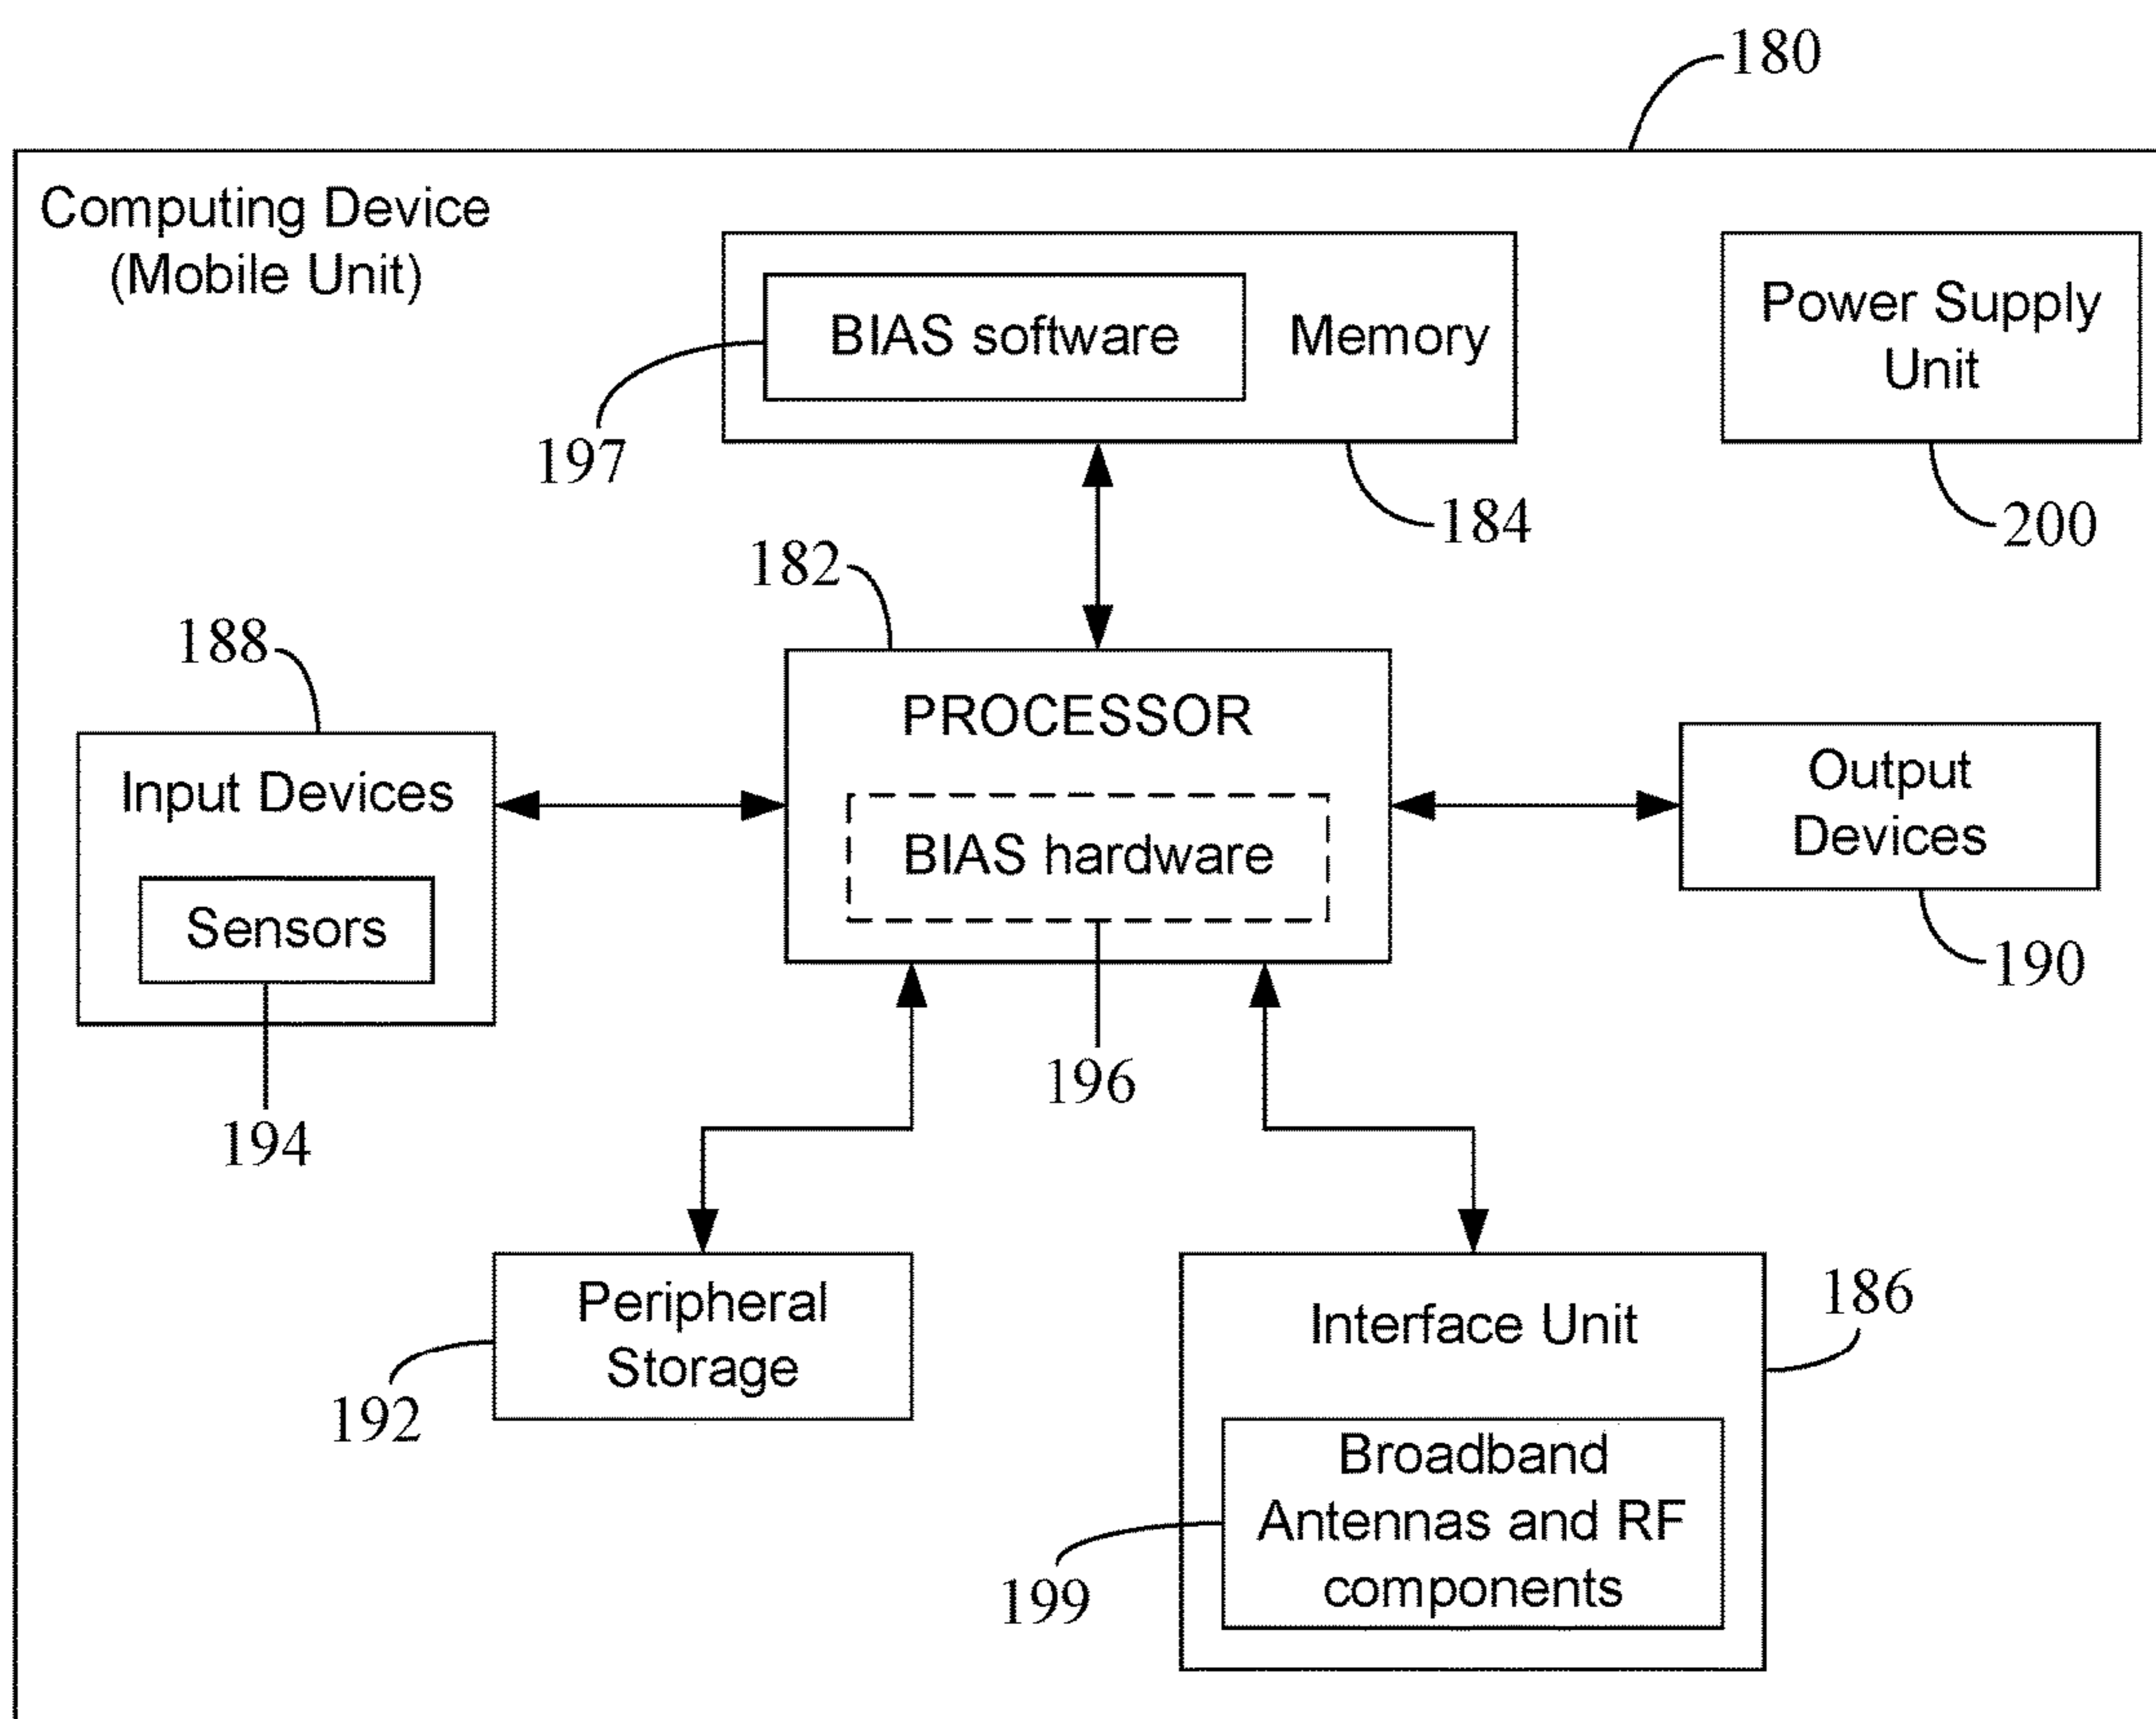 180
Computing Device
(Mobile Unit)
BIAS software
Memory
Power Supply
Unit
197
184
200
182
188
PROCESSOR
Input Devices
BIAS hardware
Output
Devices
Sensors
190
196
194
Peripheral
Storage
192
Interface Unit
186
Broadband
Antennas and RF
components
199